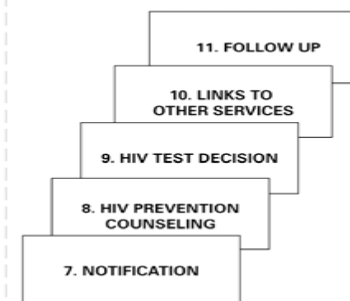 11. FOLLOW UP
10. LINKS TO
OTHER SERVICES
9. HIV TEST DECISION
8. HIV PREVENTION
COUNSELING
7. NOTIFICATION